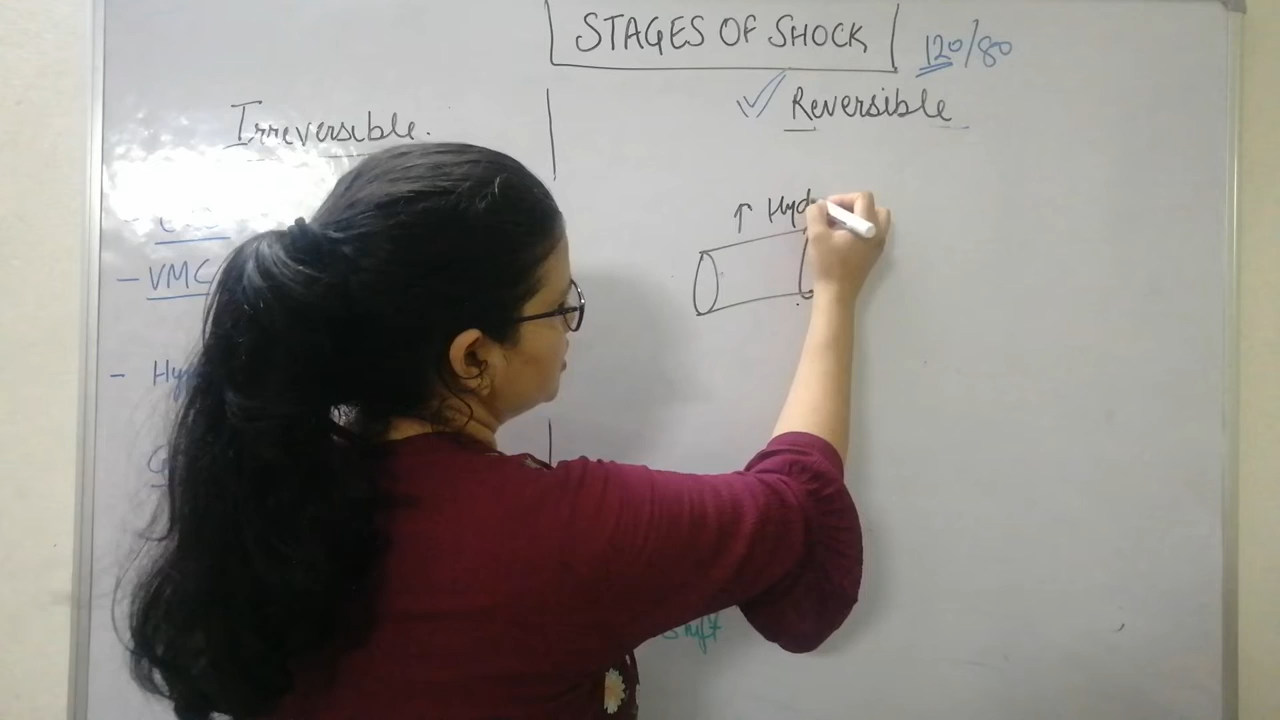 STAGES OF SHOCK
120/80
Irreversible.
Reversible
↑ Hyd
- VMC
- Hy